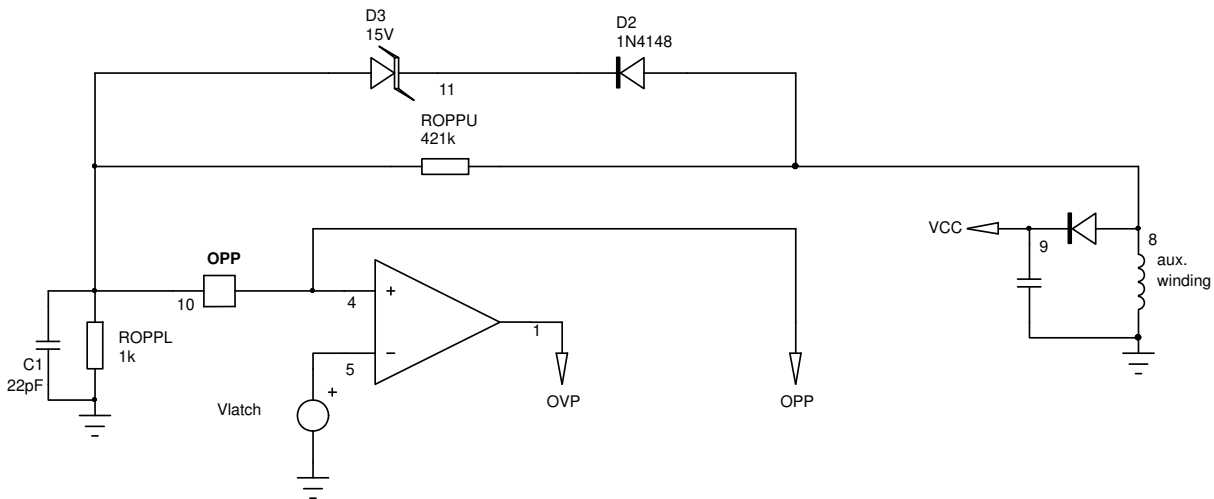 D3
15V
D2
1N4148
11
ROPPU
421k
VCC
9
8
aux.
winding
OPP
10
4
+
ROPPL
1k
C1
22pF
5
−
1
+
Vlatch
OVP
OPP